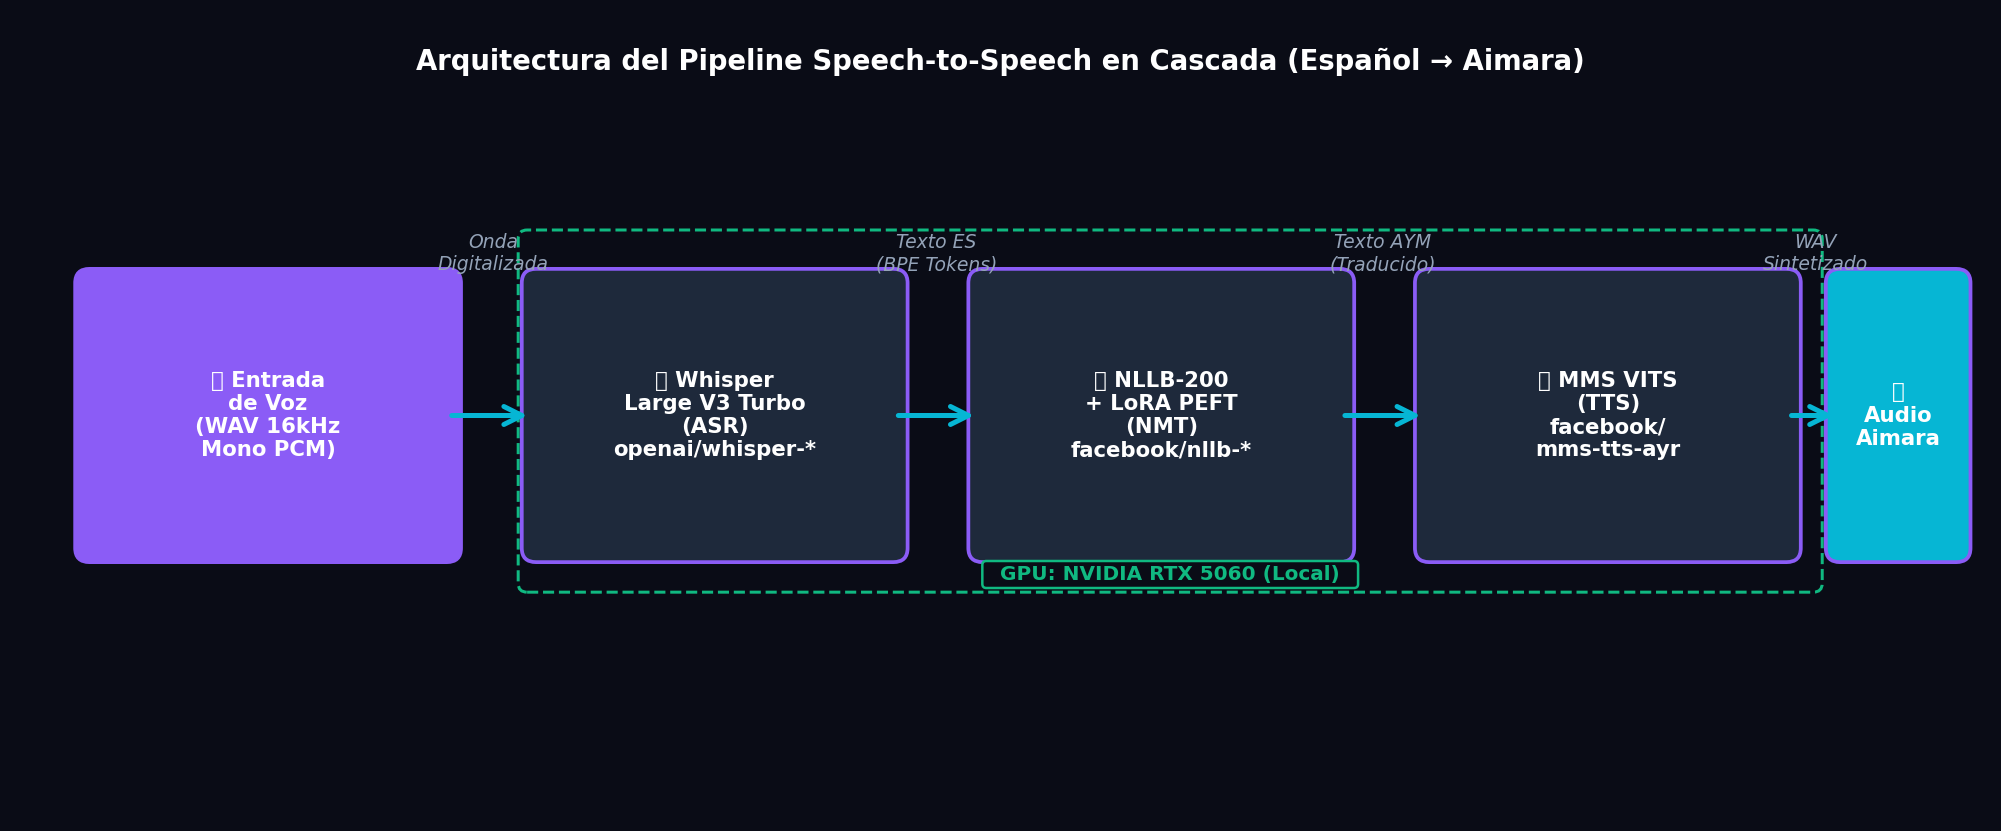 Arquitectura del Pipeline Speech-to-Speech en Cascada (Español → Aimara)
Onda
Digitalizada
Texto ES
(BPE Tokens)
Texto AYM
(Traducido)
WAV
Sintetizado
Entrada
de Voz
(WAV 16kHz
Mono PCM)
Whisper
Large V3 Turbo
(ASR)
openai/whisper-*
NLLB-200
+ LoRA PEFT
(NMT)
facebook/nllb-*
MMS VITS
(TTS)
facebook/
mms-tts-ayr
Audio
Aimara
GPU: NVIDIA RTX 5060 (Local)